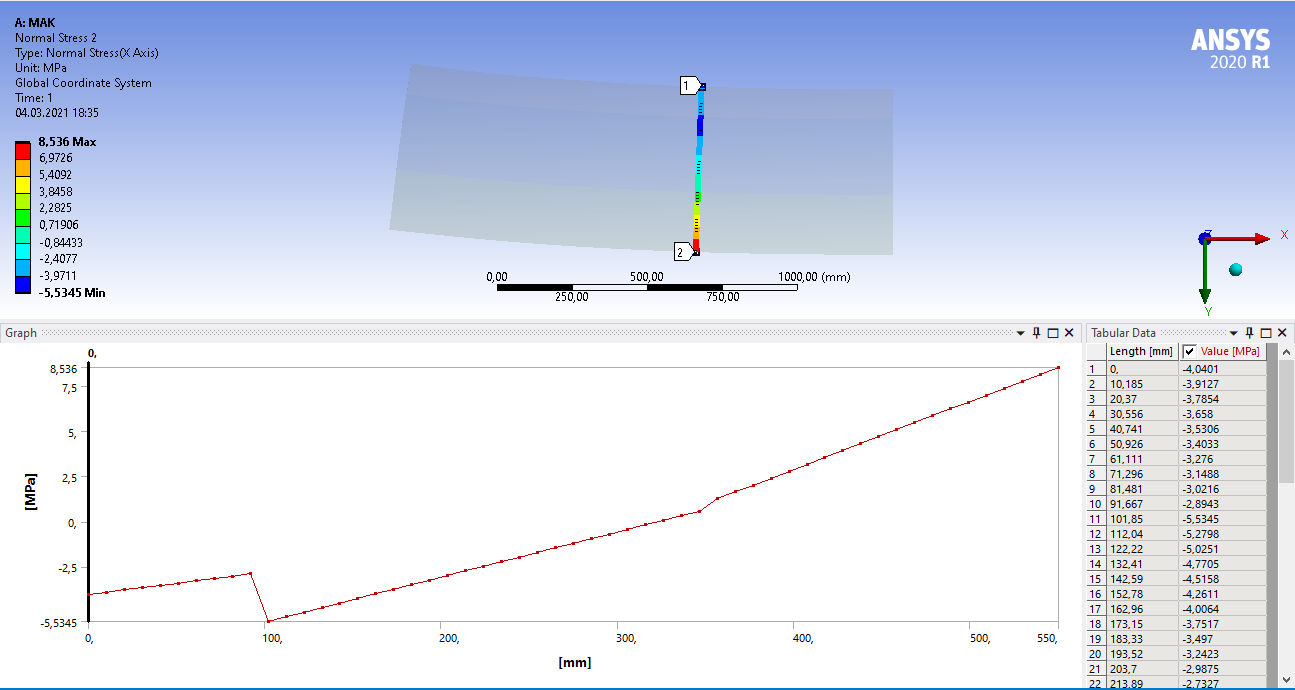 A: MAK
Normal Stress 2
Type: Normal Stress(X Axis)
Unit: MPa
Global Coordinate System
Time: 1
04.03.2021 18:35
8,536 Max
6,9726
5,4092
3,8458
2,2825
0,71906
-0,84433
-2,4077
-3,9711
-5,5345 Min
ANSYS
2020 R1
1
2
0,00 500,00 1000,00 (mm)
250,00 750,00
Z
X
Y
Graph
0,
8,536
7,5
5,
2,5
0,
-2,5
-5,5345
[MPa]
0, 100, 200, 300, 400, 500, 550,
[mm]
Tabular Data
Length [mm] Value [MPa]
1 0, -4,0401
2 10,185 -3,9127
3 20,37 -3,7854
4 30,556 -3,658
5 40,741 -3,5306
6 50,926 -3,4033
7 61,111 -3,276
8 71,296 -3,1488
9 81,481 -3,0216
10 91,667 -2,8943
11 101,85 -5,5345
12 112,04 -5,2798
13 122,22 -5,0251
14 132,41 -4,7705
15 142,59 -4,5158
16 152,78 -4,2611
17 162,96 -4,0064
18 173,15 -3,7517
19 183,33 -3,497
20 193,52 -3,2423
21 203,7 -2,9875
22 213,89 -2,7327